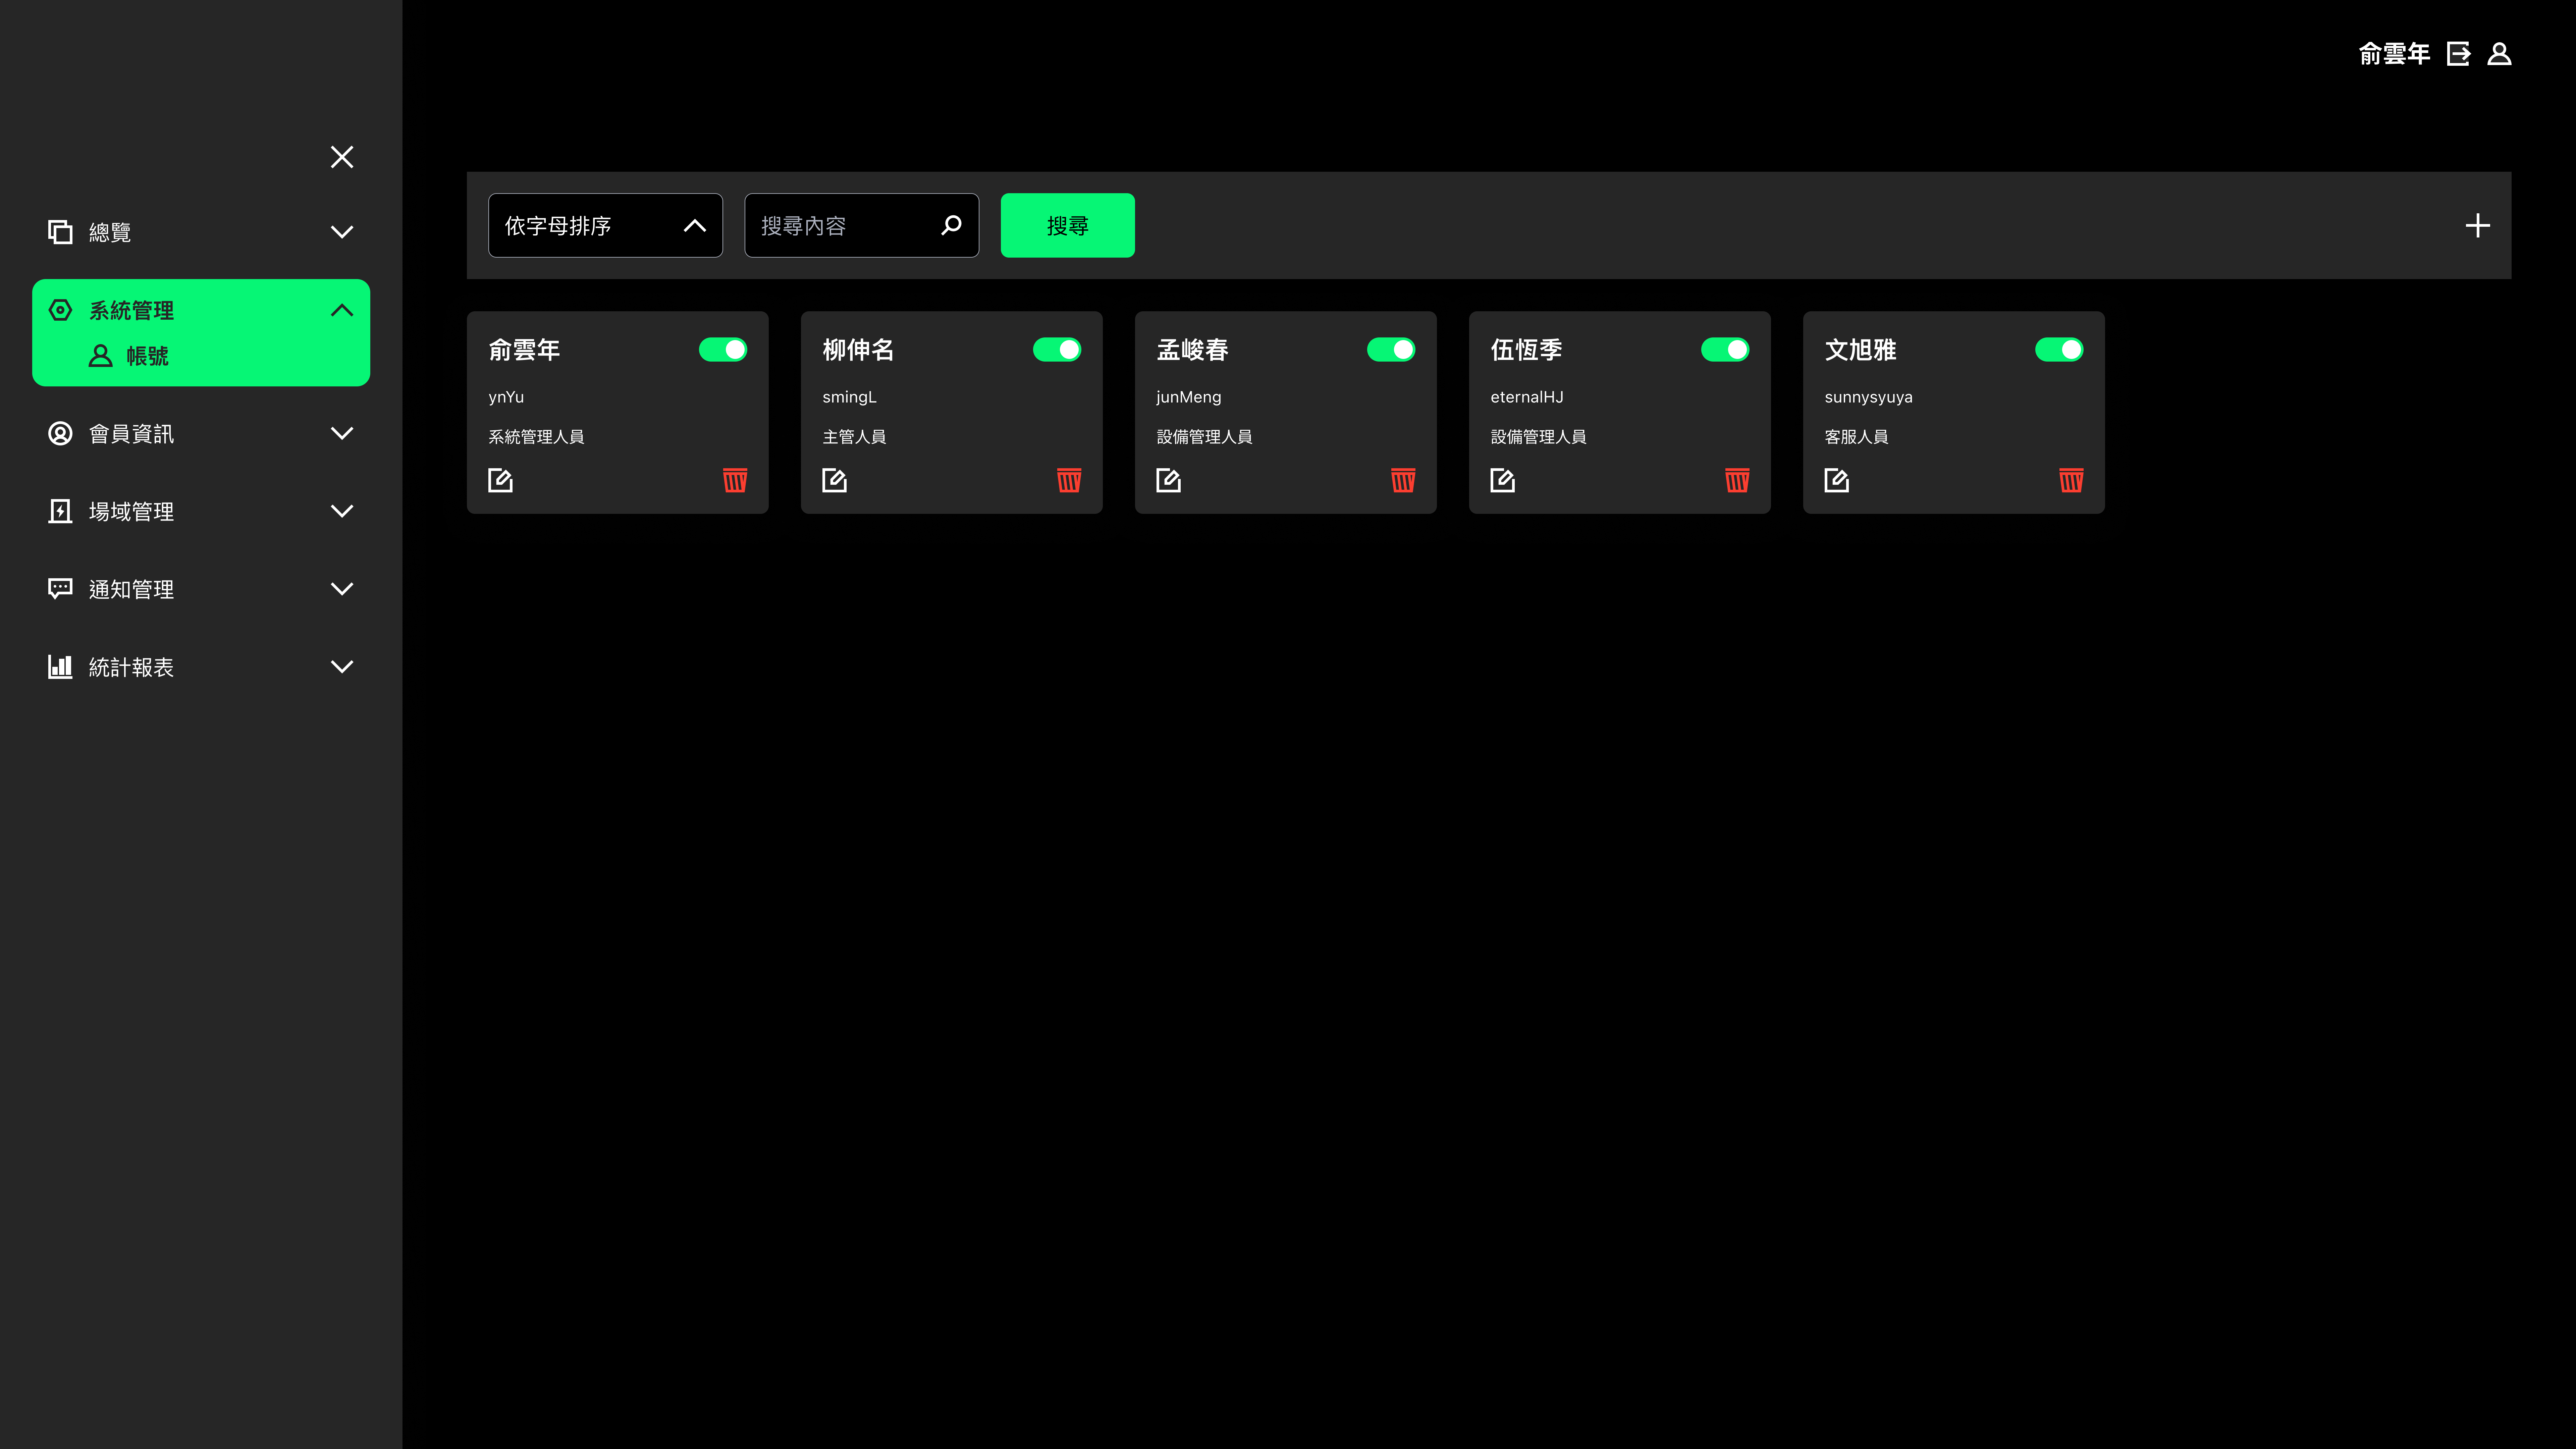 俞雲年
總覽
系統管理
帳號
會員資訊
場域管理
通知管理
統計報表
依字母排序
搜尋內容
搜尋
俞雲年
ynYu
系統管理人員
柳伸名
smingL
主管人員
孟峻春
junMeng
設備管理人員
伍恆季
eternalHJ
設備管理人員
文旭雅
sunnysyuya
客服人員